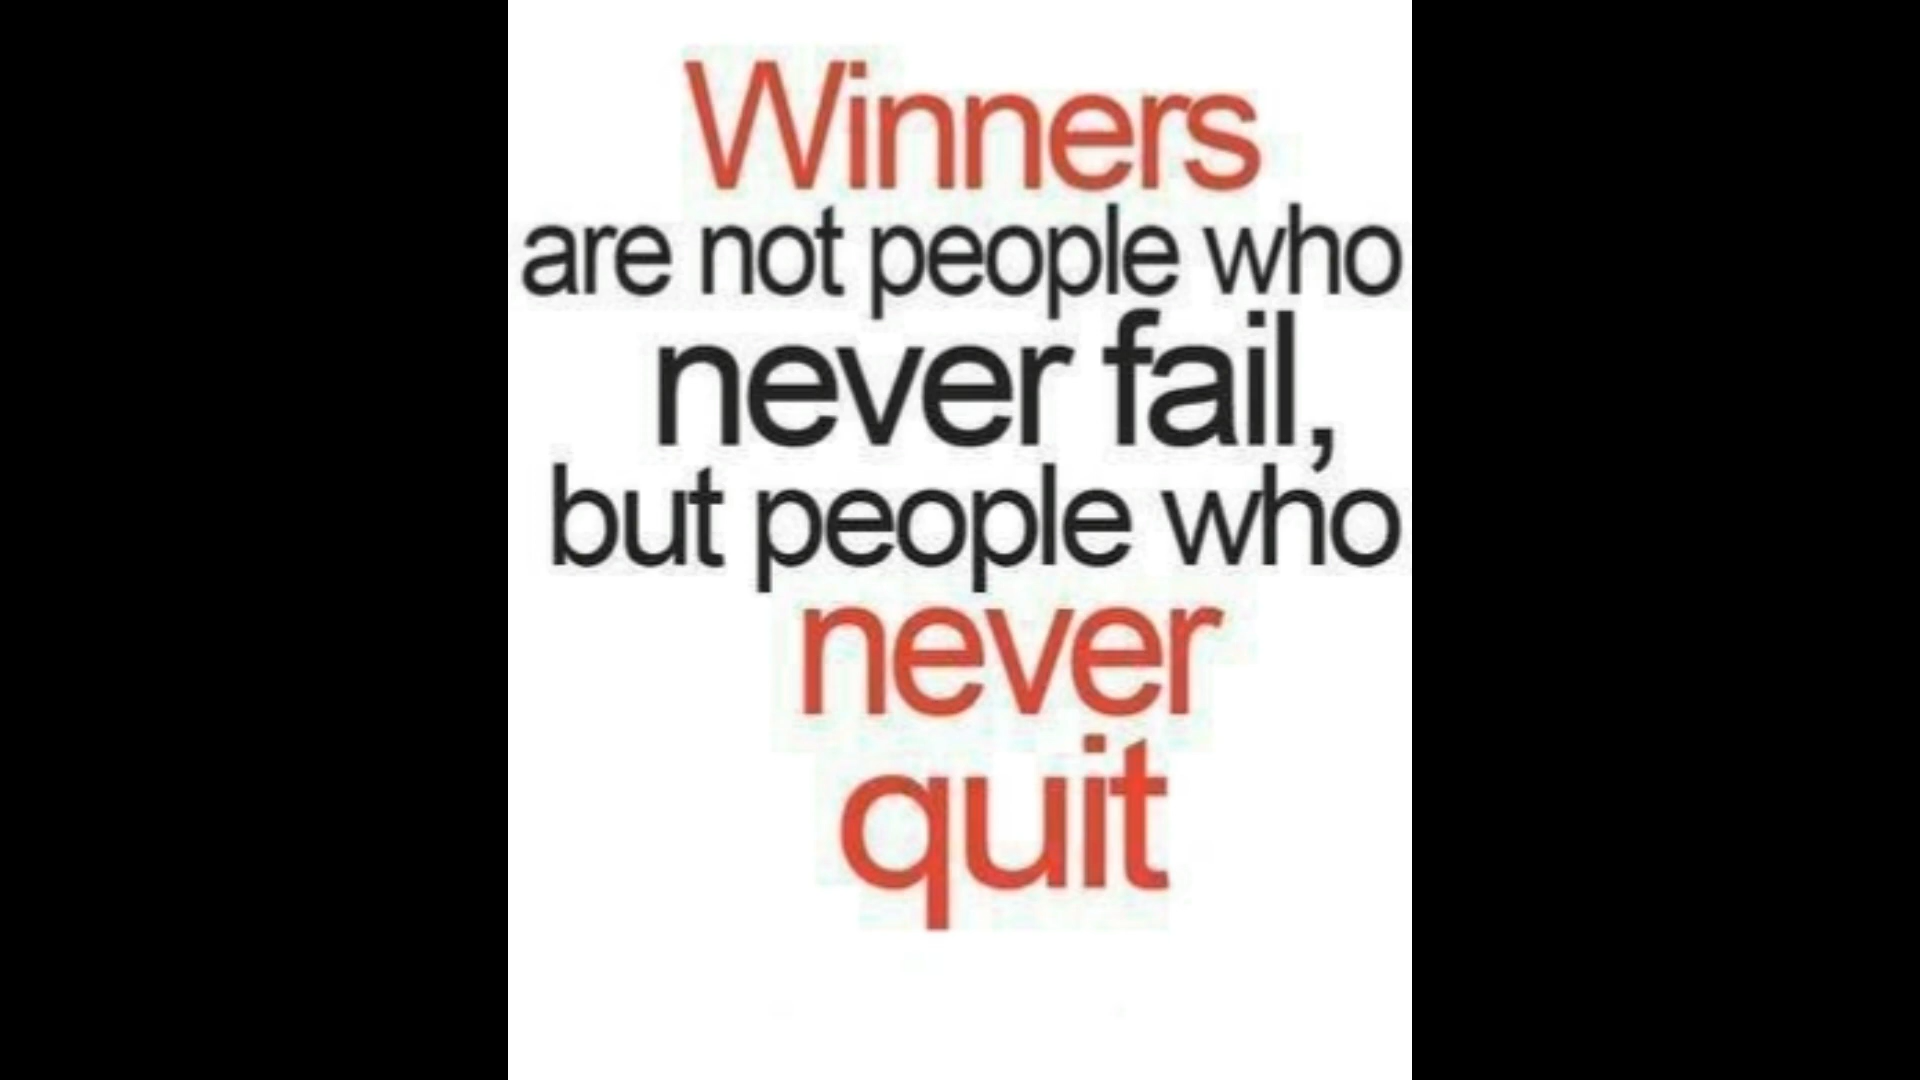 Winners
are not people who
never fail,
but people who
never
quit